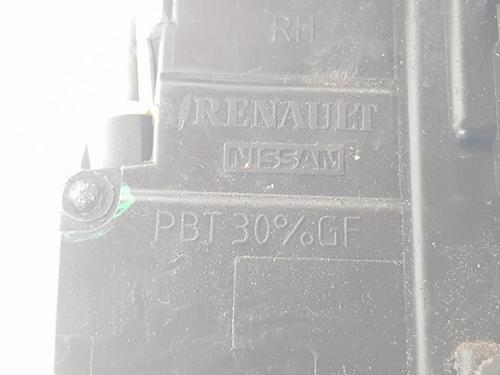 RH
RENAULT
NISSAN
PBT 30%GF